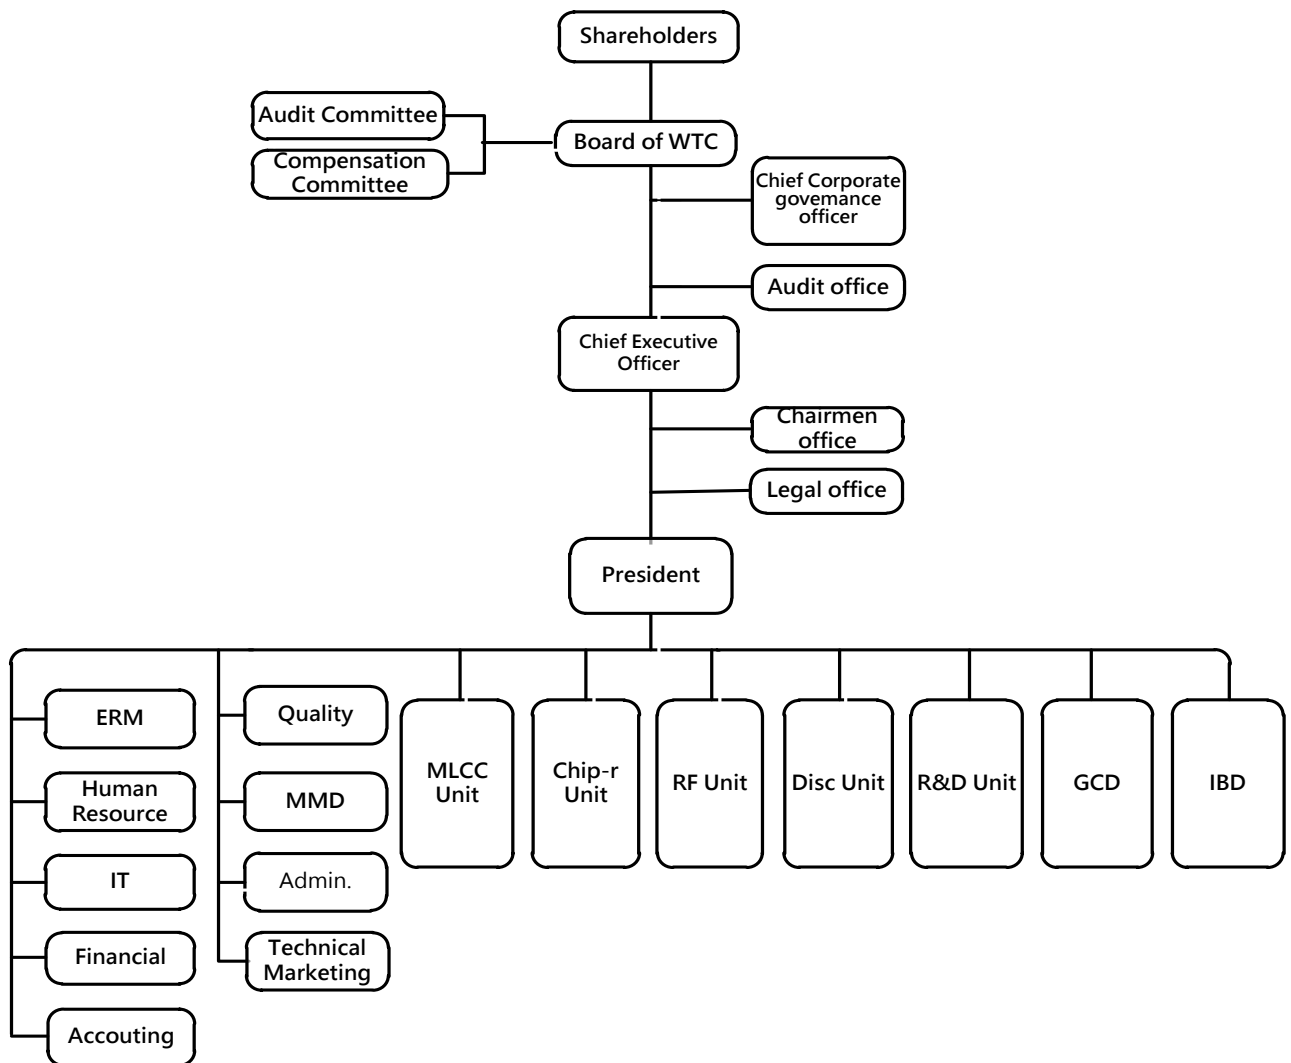 Shareholders
Audit Committee
Compensation
Committee
Board of WTC
Chief Corporate
govemance
officer
Audit office
Chief Executive
Officer
Chairmen
office
Legal office
President
ERM
Human
Resource
IT
Financial
Accouting
Quality
MMD
Admin.
Technical
Marketing
MLCC
Unit
Chip-r
Unit
RF Unit
Disc Unit
R&D Unit
GCD
IBD